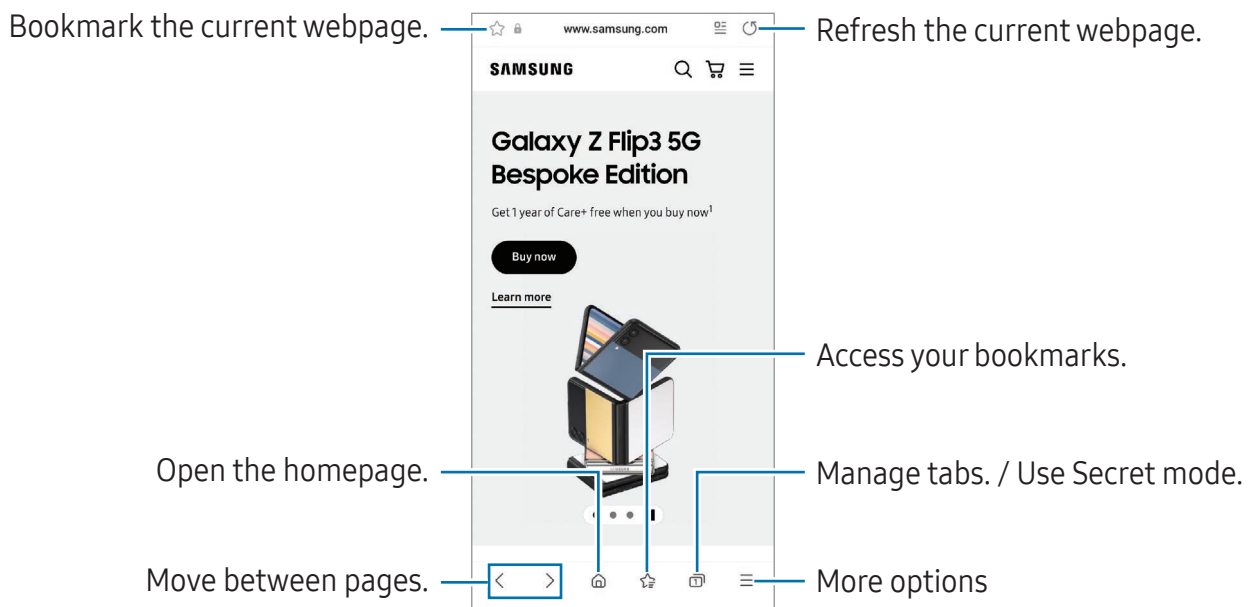 Bookmark the current webpage.
www.samsung.com
Refresh the current webpage.
SAMSUNG
Galaxy Z Flip3 5G
Bespoke Edition
Get 1 year of Care+ free when you buy now1
Buy now
Learn more
Access your bookmarks.
Open the homepage.
Manage tabs. / Use Secret mode.
Move between pages.
1
More options